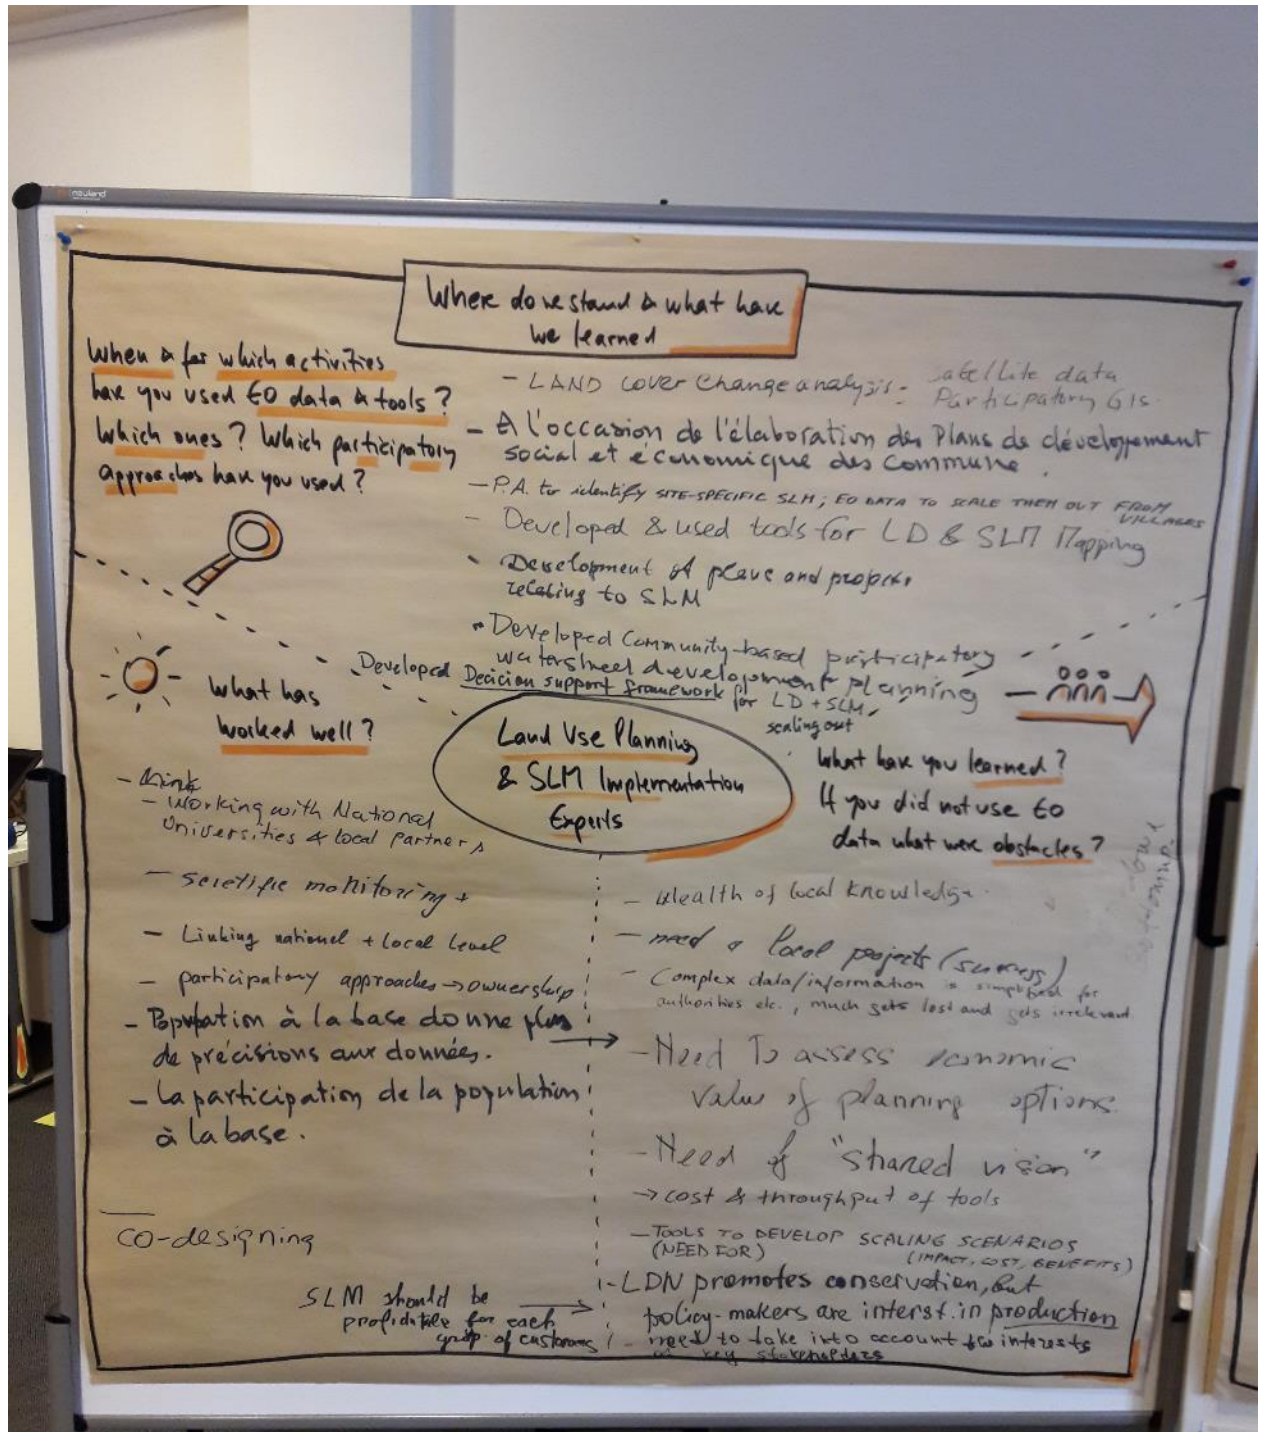 nauland
Where do we stand & what have
we learned
When & for which activities
have you used EO data & tools?
Which ones? Which participatory
approaches have you used?
- LAND cover change analysis - Satellite data
Participatory GIS.
- A l'occasion de l'élaboration des Plans de développement
social et économique des Commune.
- P.A. to identify SITE-SPECIFIC SLM; EO DATA TO SCALE THEM OUT FROM
VILLAGES
- Developed & used tools for LD & SLM Mapping
- Development of plans and projects
relating to SLM
- Developed Community-based participatory
watershed development planning
Developed Decision support framework for LD + SLM,
scaling out
What has
worked well?
Land Use Planning
& SLM Implementation
Experts
What have you learned?
If you did not use EO
data what were obstacles?
- think
- Working with National
Universities & local partners
- scietific monitoring +
- Linking national + local level
- participatory approaches → ownership
- Population à la base donne plus
de précisions aux données. →
- La participation de la population
à la base.
co-designing
SLM should be →
profitable for each
group of customers
- Wealth of local knowledge.
- need local projects (success)
- Complex data/information is simplified for
authorities etc., much gets lost and gets irrelevant.
- Need To assess economic
value of planning options.
- Need of "shared vision"
→ cost & throughput of tools
- TOOLS TO DEVELOP SCALING SCENARIOS
(NEED FOR) (IMPACT, COST, BENEFITS)
- LDN promotes conservation, but
policy-makers are interst. in production
- need to take into account the interests
key stakeholders